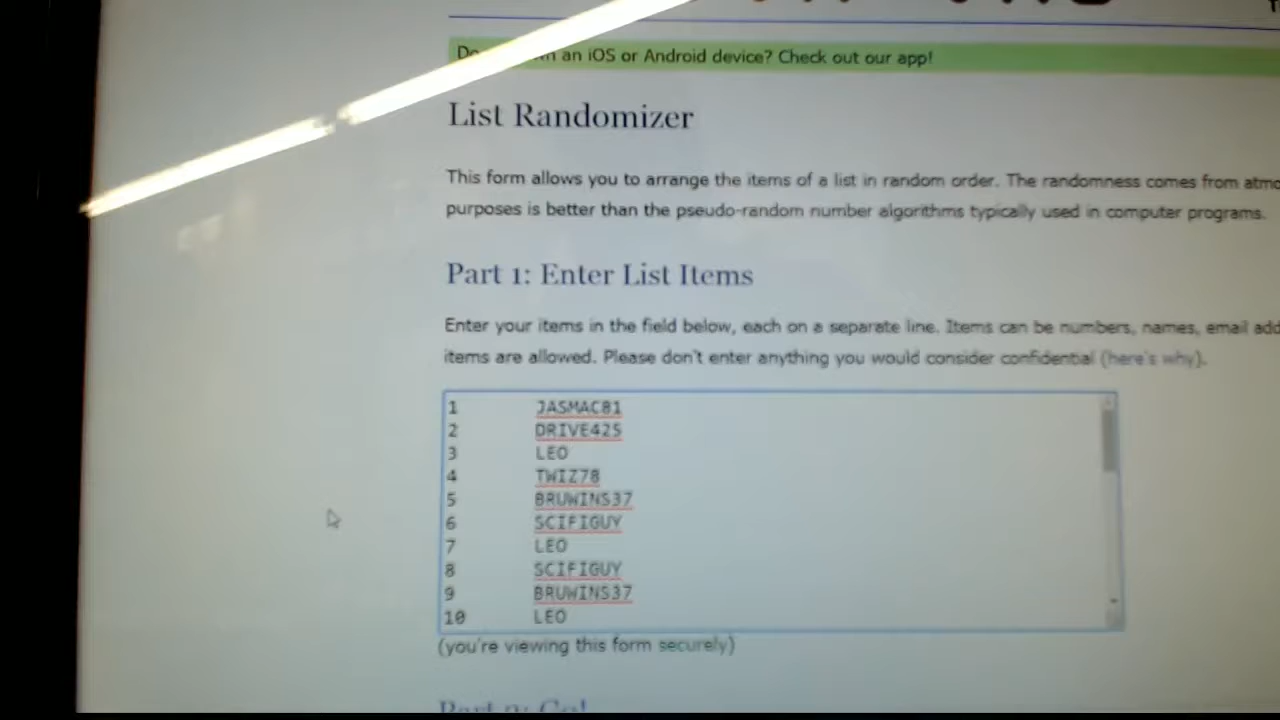 an iOS or Android device? Check out our app!
List Randomizer
This form allows you to arrange the items of a list in random order. The randomness comes from
purposes is better than the pseudo-random number algorithms typically used in computer programs.
Part 1: Enter List Items
Enter your items in the field below, each on a separate line. Items can be numbers, names, email
items are allowed. Please don't enter anything you would consider confidential (here's why).
1 JASMAC81
2 DRIVE425
3 LEO
4 TWIZ78
5 BRUWINS37
6 SCIFIGUY
7 LEO
8 SCIFIGUY
9 BRUWINS37
10 LEO
(you're viewing this form securely)